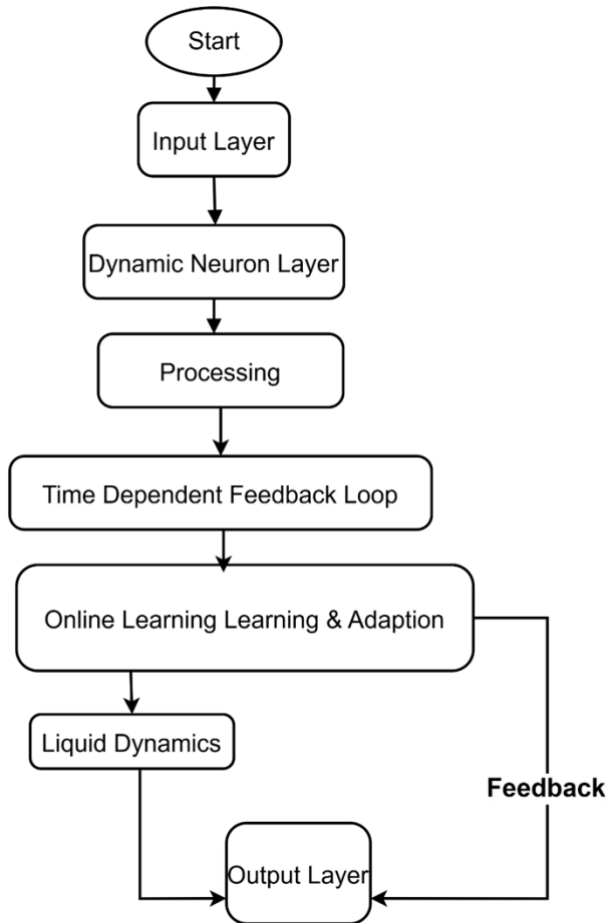 Start
Input Layer
Dynamic Neuron Layer
Processing
Time Dependent Feedback Loop
Online Learning Learning & Adaption
Liquid Dynamics
Feedback
Output Layer